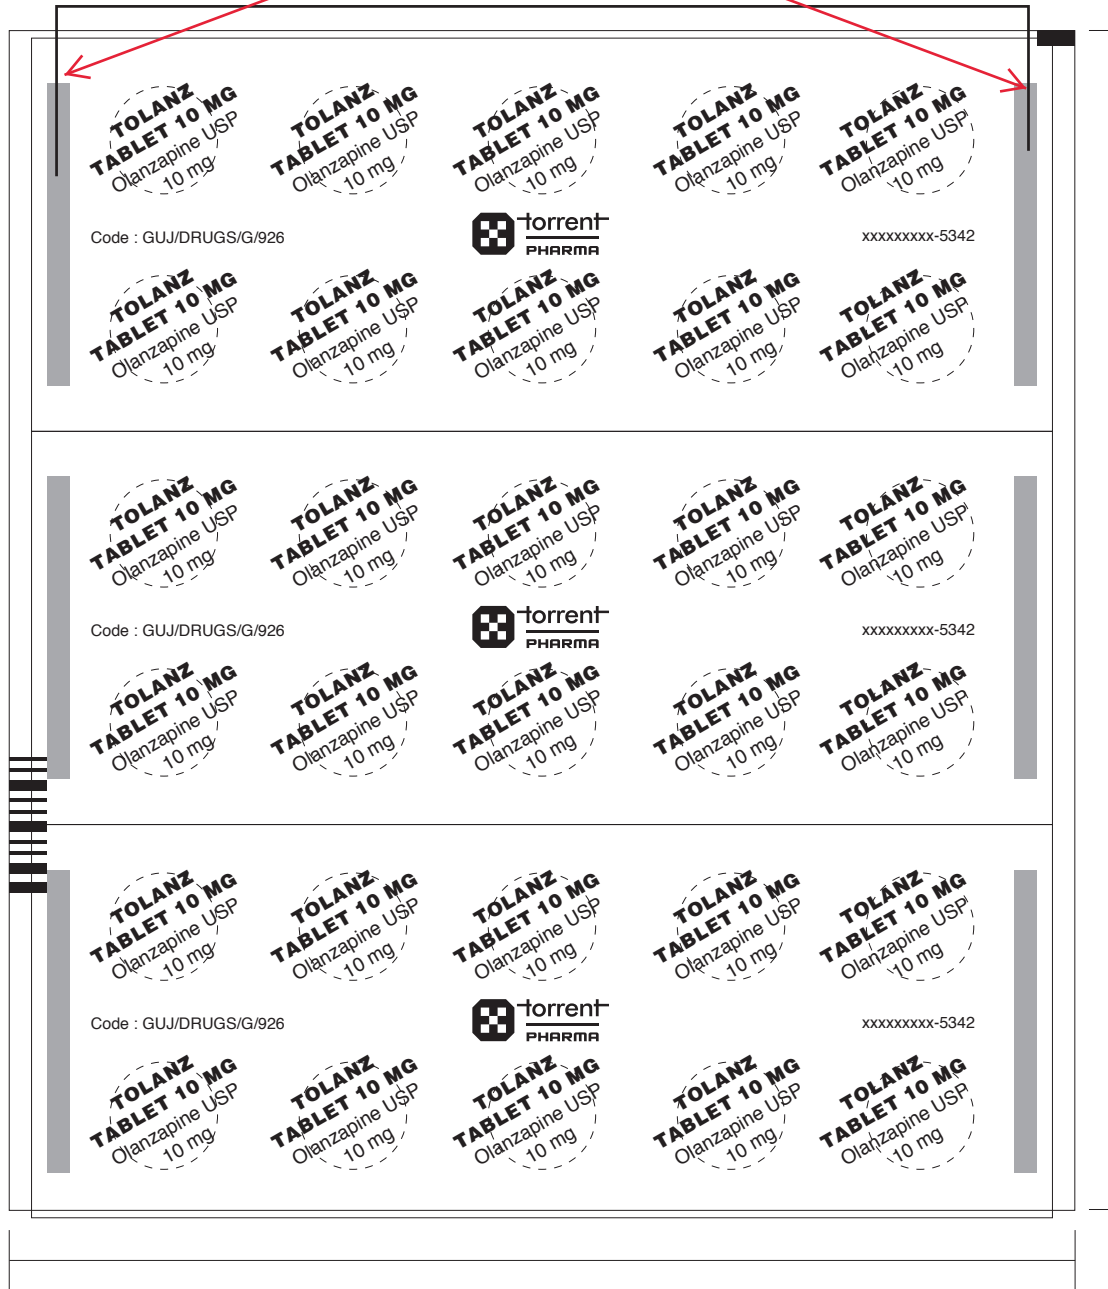 TOLANZ
TABLET 10 MG
Olanzapine USP
10 mg
TOLANZ
TABLET 10 MG
Olanzapine USP
10 mg
TOLANZ
TABLET 10 MG
Olanzapine USP
10 mg
TOLANZ
TABLET 10 MG
Olanzapine USP
10 mg
TOLANZ
TABLET 10 MG
Olanzapine USP
10 mg
Code : GUJ/DRUGS/G/926
torrent
PHARMA
xxxxxxxxx-5342
TOLANZ
TABLET 10 MG
Olanzapine USP
10 mg
TOLANZ
TABLET 10 MG
Olanzapine USP
10 mg
TOLANZ
TABLET 10 MG
Olanzapine USP
10 mg
TOLANZ
TABLET 10 MG
Olanzapine USP
10 mg
TOLANZ
TABLET 10 MG
Olanzapine USP
10 mg
TOLANZ
TABLET 10 MG
Olanzapine USP
10 mg
TOLANZ
TABLET 10 MG
Olanzapine USP
10 mg
TOLANZ
TABLET 10 MG
Olanzapine USP
10 mg
TOLANZ
TABLET 10 MG
Olanzapine USP
10 mg
TOLANZ
TABLET 10 MG
Olanzapine USP
10 mg
Code : GUJ/DRUGS/G/926
torrent
PHARMA
xxxxxxxxx-5342
TOLANZ
TABLET 10 MG
Olanzapine USP
10 mg
TOLANZ
TABLET 10 MG
Olanzapine USP
10 mg
TOLANZ
TABLET 10 MG
Olanzapine USP
10 mg
TOLANZ
TABLET 10 MG
Olanzapine USP
10 mg
TOLANZ
TABLET 10 MG
Olanzapine USP
10 mg
TOLANZ
TABLET 10 MG
Olanzapine USP
10 mg
TOLANZ
TABLET 10 MG
Olanzapine USP
10 mg
TOLANZ
TABLET 10 MG
Olanzapine USP
10 mg
TOLANZ
TABLET 10 MG
Olanzapine USP
10 mg
TOLANZ
TABLET 10 MG
Olanzapine USP
10 mg
Code : GUJ/DRUGS/G/926
torrent
PHARMA
xxxxxxxxx-5342
TOLANZ
TABLET 10 MG
Olanzapine USP
10 mg
TOLANZ
TABLET 10 MG
Olanzapine USP
10 mg
TOLANZ
TABLET 10 MG
Olanzapine USP
10 mg
TOLANZ
TABLET 10 MG
Olanzapine USP
10 mg
TOLANZ
TABLET 10 MG
Olanzapine USP
10 mg